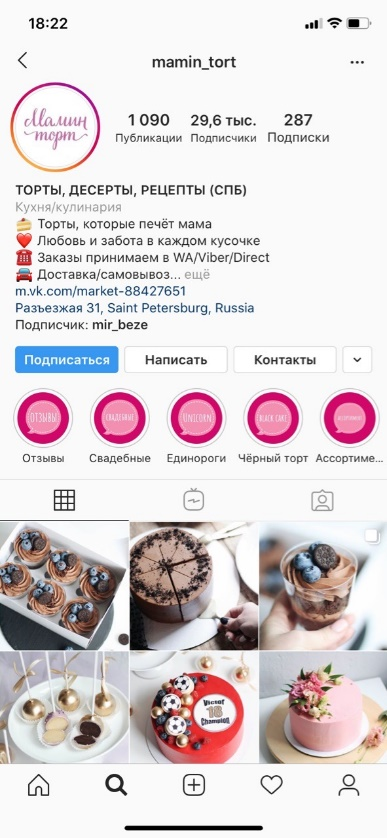 18:22
mamin_tort
Мамин
торт
1 090 29,6 тыс. 287
Публикации Подписчики Подписки
ТОРТЫ, ДЕСЕРТЫ, РЕЦЕПТЫ (СПБ)
Кухня/кулинария
🍰 Торты, которые печёт мама
❤️ Любовь и забота в каждом кусочке
☎️ Заказы принимаем в WA/Viber/Direct
🚘 Доставка/самовывоз... ещё
m.vk.com/market-88427651
Разъезжая 31, Saint Petersburg, Russia
Подписчик: mir_beze
Подписаться Написать Контакты
ОТЗЫВЫ СВАДЕБНЫЕ UNICORN BLACK CAKE
Отзывы Свадебные Единороги Чёрный торт Ассортиме...
Victor
18
Champion